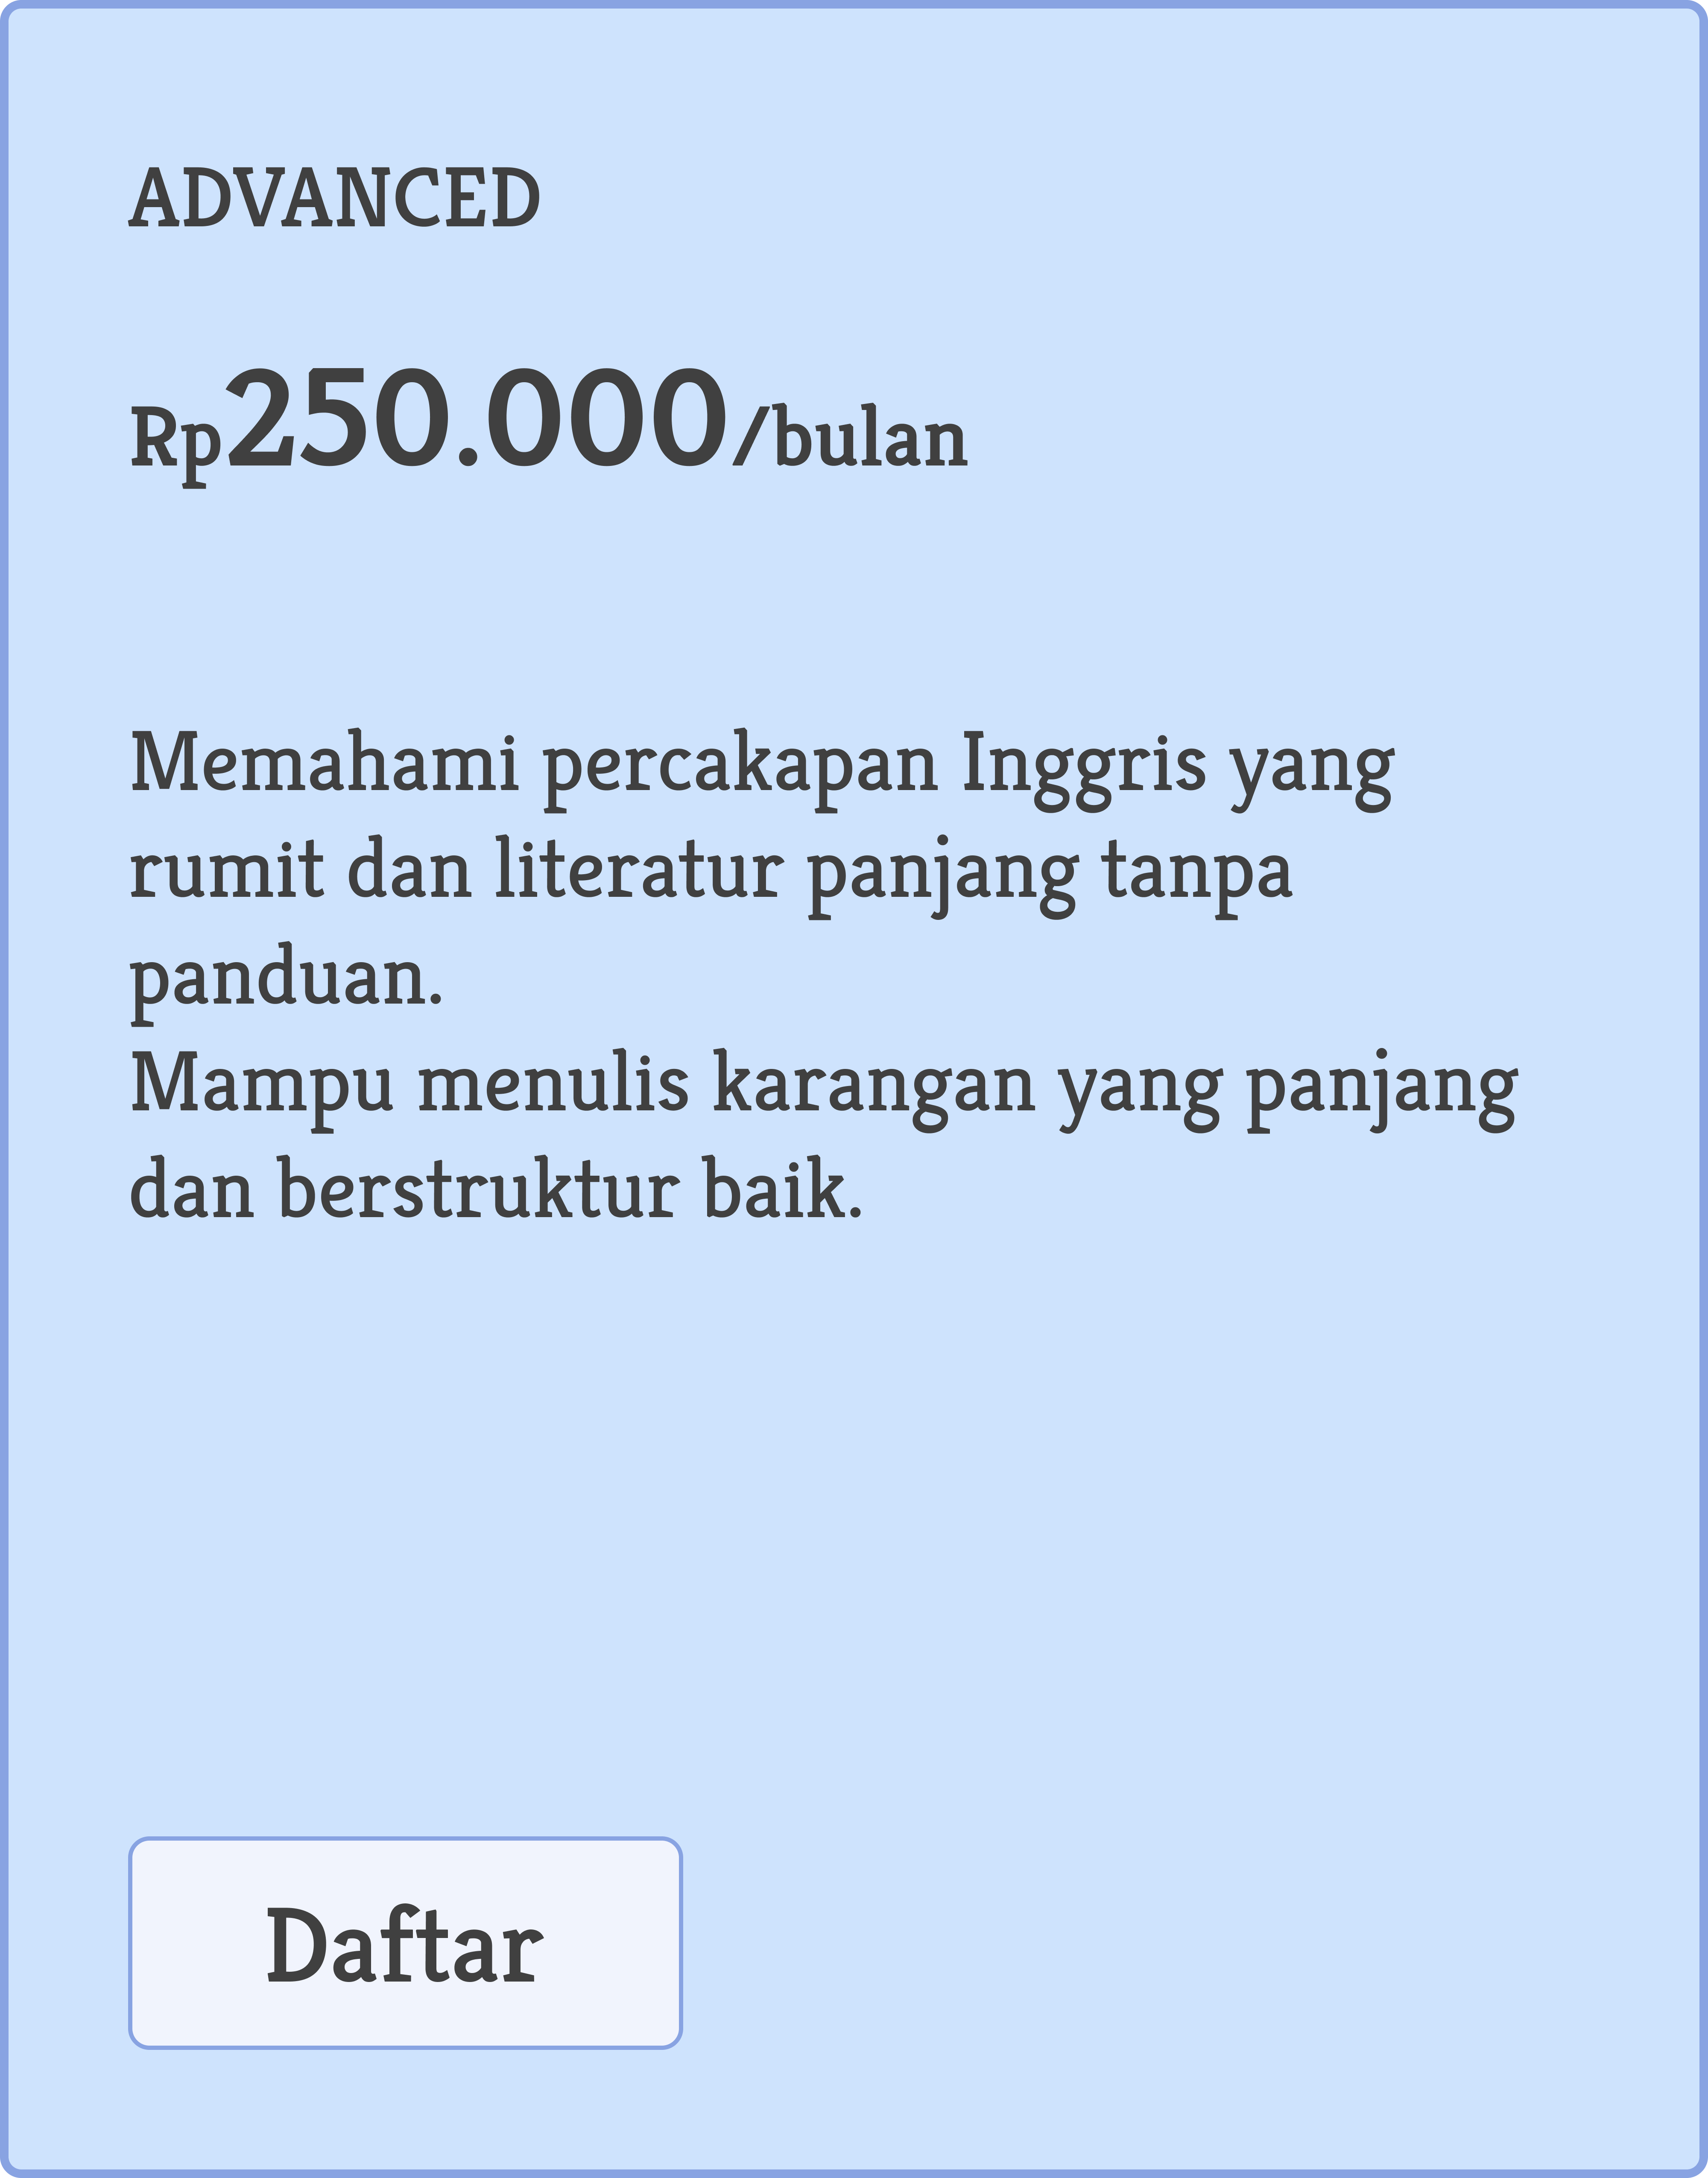 ADVANCED
Rp250.000/bulan
Memahami percakapan Inggris yang
rumit dan literatur panjang tanpa
panduan.
Mampu menulis karangan yang panjang
dan berstruktur baik.
Daftar